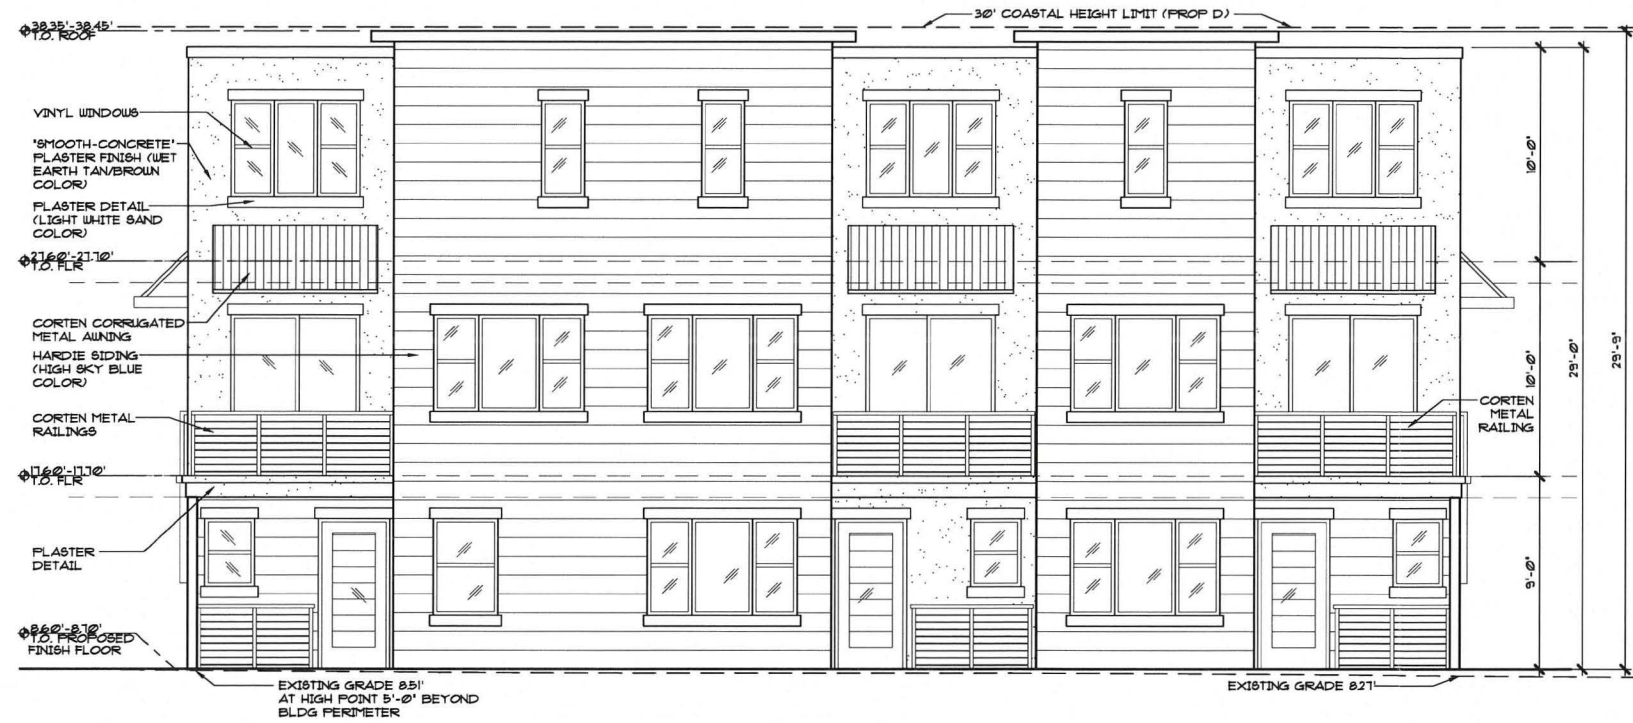 30' COASTAL HEIGHT LIMIT (PROP D)
38.35'-38.45'
T.O. ROOF
VINYL WINDOWS
"SMOOTH-CONCRETE"
PLASTER FINISH (WET
EARTH TAN/BROWN
COLOR)
PLASTER DETAIL
(LIGHT WHITE SAND
COLOR)
27.60'-27.70'
T.O. FLR
CORTEN CORRUGATED
METAL AWNING
HARDIE SIDING
(HIGH SKY BLUE
COLOR)
CORTEN METAL
RAILINGS
17.60'-17.70'
T.O. FLR
PLASTER
DETAIL
8.60'-8.70'
T.O. PROPOSED
FINISH FLOOR
EXISTING GRADE 8.51'
AT HIGH POINT 5'-0" BEYOND
BLDG PERIMETER
EXISTING GRADE 8.27'
CORTEN
METAL
RAILING
10'-0"
10'-0"
9'-0"
29'-0"
29'-9"